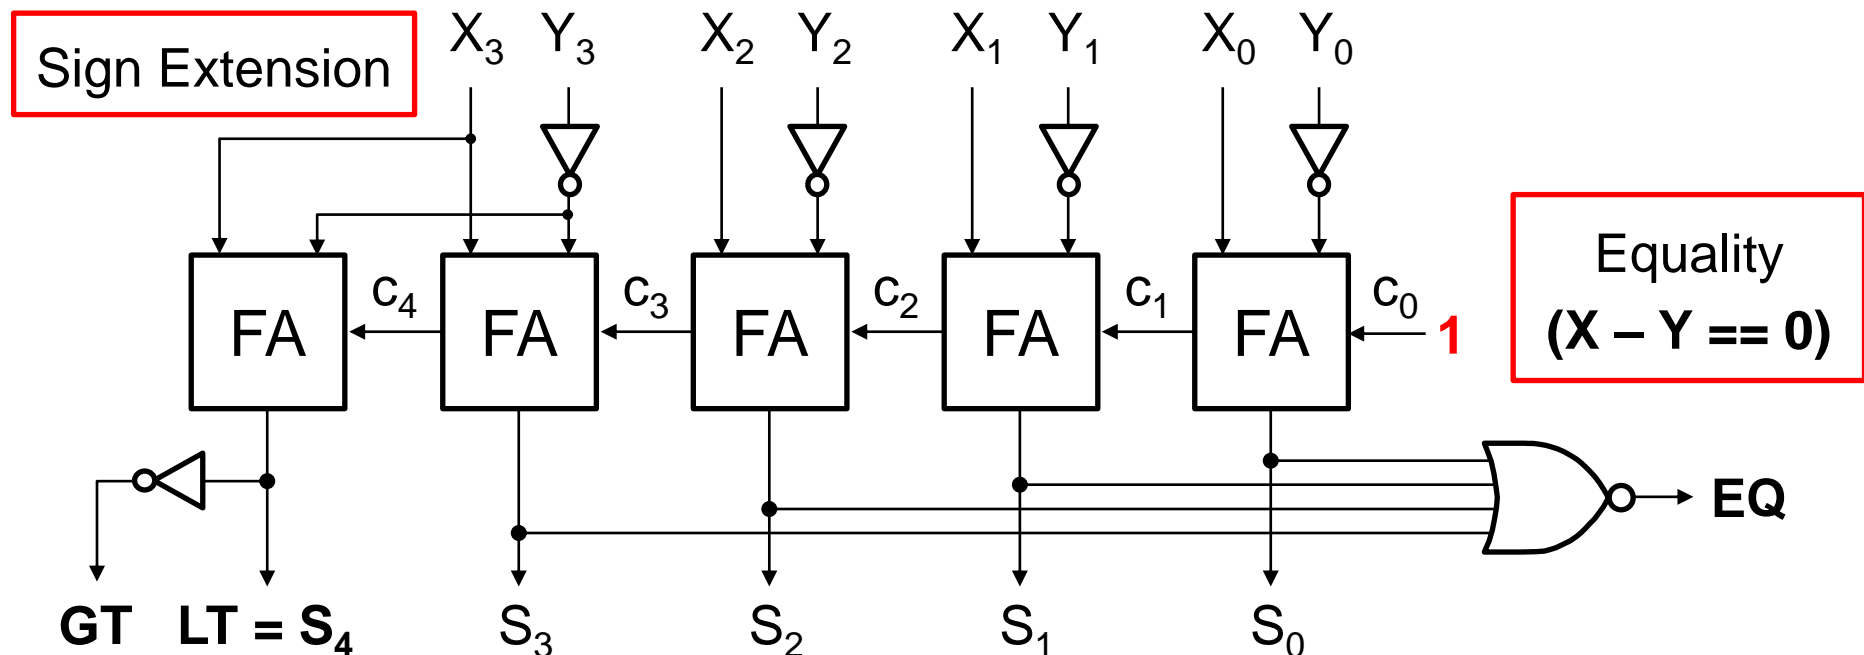 Sign Extension
X₃ Y₃ X₂ Y₂ X₁ Y₁ X₀ Y₀
FA c₄ FA c₃ FA c₂ FA c₁ FA c₀ 1
Equality
(X – Y == 0)
EQ
GT LT = S₄ S₃ S₂ S₁ S₀